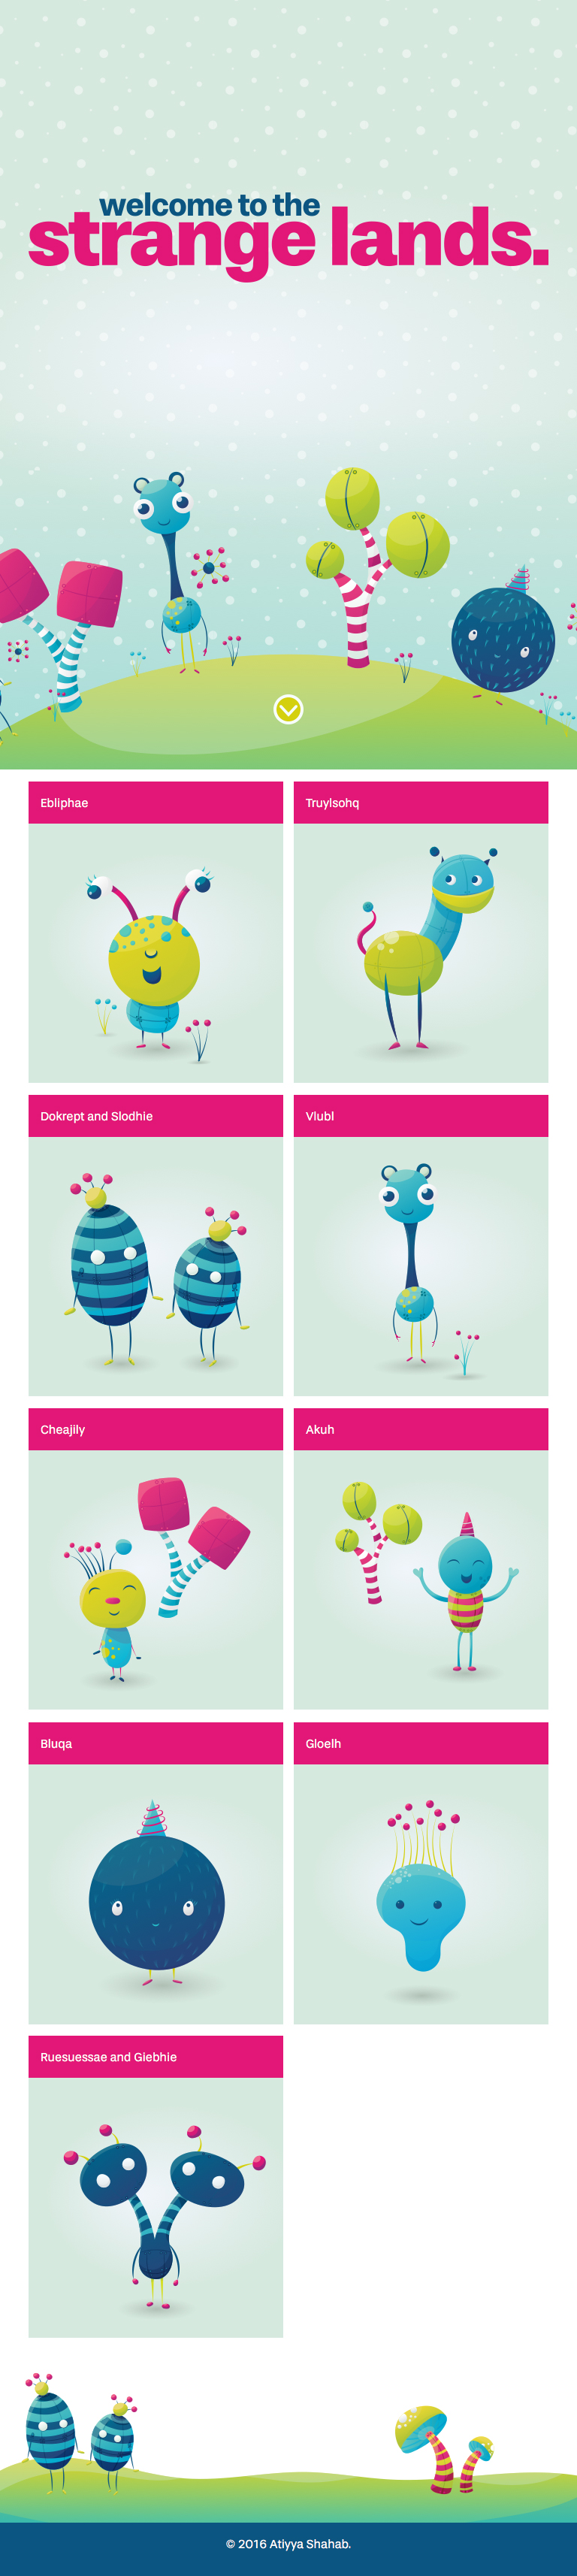 welcome to the
strange lands.
Ebliphae
Truylsohq
Dokrept and Slodhie
Vlubl
Cheajily
Akuh
Bluqa
Gloelh
Ruesuessae and Giebhie
© 2016 Atiyya Shahab.